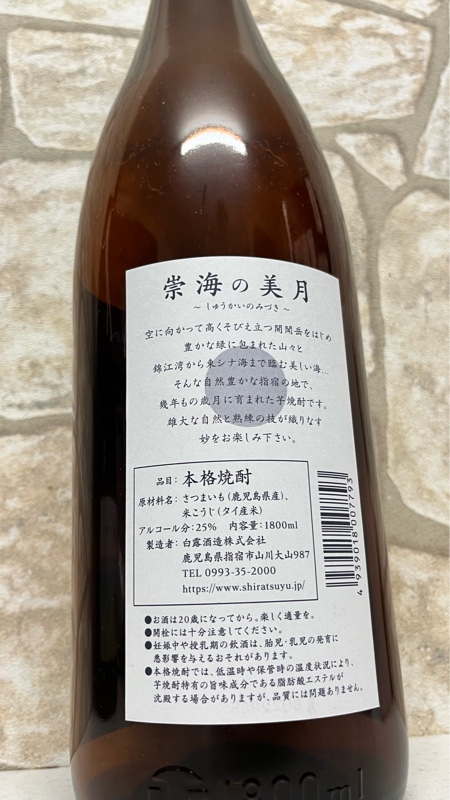 崇海の美月
～しゅうかいのみづき～
空に向かって高くそびえ立つ開聞岳をはじめ
豊かな緑に包まれた山々と
錦江湾から東シナ海まで臨む美しい海…
そんな自然豊かな指宿の地で、
幾年もの歳月に育まれた芋焼酎です。
雄大な自然と熟練の技が織りなす
妙をお楽しみ下さい。
品目：本格焼酎
原材料名：さつまいも（鹿児島県産）、
米こうじ（タイ産米）
アルコール分：25% 内容量：1800ml
製造者：白露酒造株式会社
鹿児島県指宿市山川大山987
TEL 0993-35-2000
https://www.shiratsuyu.jp/
4939018007793
●お酒は20歳になってから。楽しく適量を。
●開栓には十分注意してください。
●妊娠中や授乳期の飲酒は、胎児・乳児の発育に
悪影響を与えるおそれがあります。
●本格焼酎では、低温時や保管時の温度状況により、
芋焼酎特有の旨味成分である脂肪酸エステルが
沈殿する場合がありますが、品質には問題ありません。
1800ml